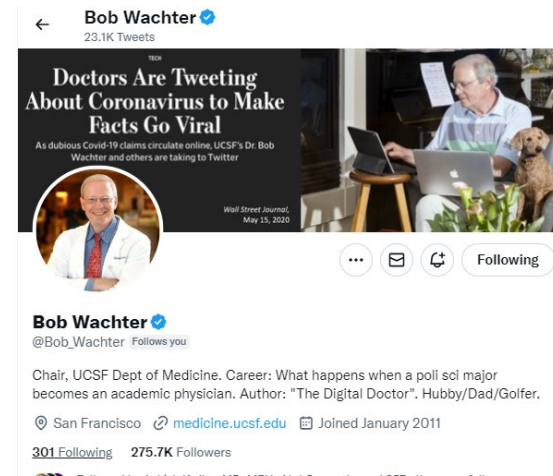 Bob Wachter
23.1K Tweets
TECH
Doctors Are Tweeting
About Coronavirus to Make
Facts Go Viral
As dubious Covid-19 claims circulate online, UCSF's Dr. Bob
Wachter and others are taking to Twitter
Wall Street Journal,
May 15, 2020
Following
Bob Wachter
@Bob_Wachter Follows you
Chair, UCSF Dept of Medicine. Career: What happens when a poli sci major
becomes an academic physician. Author: "The Digital Doctor". Hubby/Dad/Golfer.
San Francisco medicine.ucsf.edu Joined January 2011
301 Following 275.7K Followers